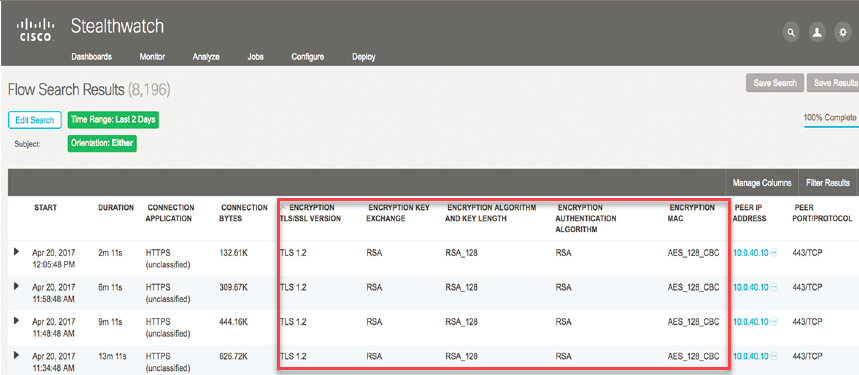 CISCO
Stealthwatch
Dashboards Monitor Analyze Jobs Configure Deploy
Flow Search Results (8,196)
Save Search Save Results
Edit Search Time Range: Last 2 Days
100% Complete
Subject: Orientation: Either
Manage Columns Filter Results
START DURATION CONNECTION APPLICATION CONNECTION BYTES ENCRYPTION TLS/SSL VERSION ENCRYPTION KEY EXCHANGE ENCRYPTION ALGORITHM AND KEY LENGTH ENCRYPTION AUTHENTICATION ALGORITHM ENCRYPTION MAC PEER IP ADDRESS PEER PORT/PROTOCOL
Apr 20, 2017 2m 11s HTTPS 132.61K TLS 1.2 RSA RSA_128 RSA AES_128_CBC 10.0.40.10 443/TCP
12:05:48 PM (unclassified)
Apr 20, 2017 6m 11s HTTPS 309.67K TLS 1.2 RSA RSA_128 RSA AES_128_CBC 10.0.40.10 443/TCP
11:58:48 AM (unclassified)
Apr 20, 2017 9m 11s HTTPS 444.16K TLS 1.2 RSA RSA_128 RSA AES_128_CBC 10.0.40.10 443/TCP
11:48:48 AM (unclassified)
Apr 20, 2017 13m 11s HTTPS 626.72K TLS 1.2 RSA RSA_128 RSA AES_128_CBC 10.0.40.10 443/TCP
11:34:48 AM (unclassified)